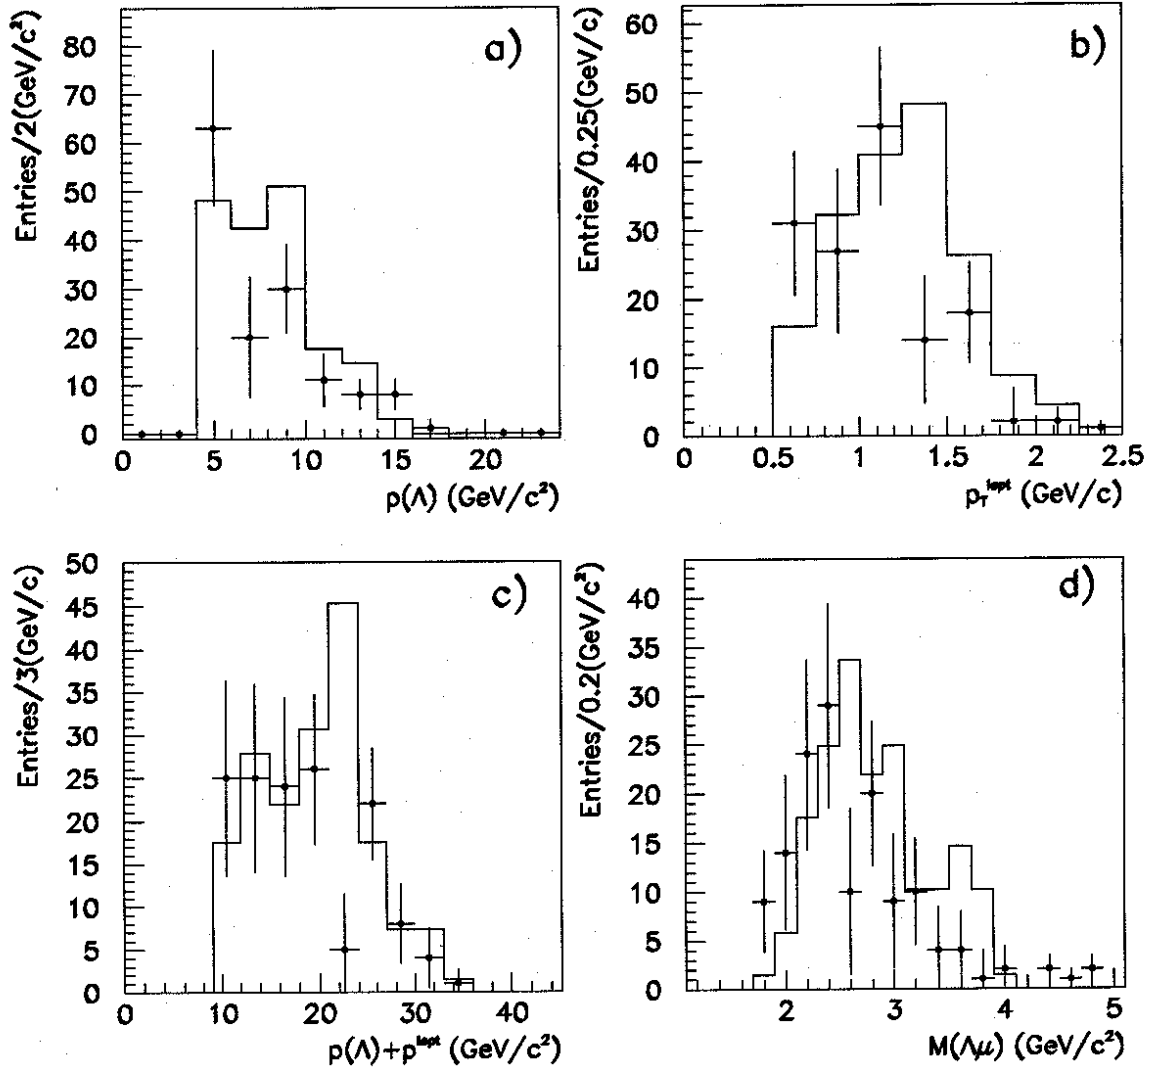 a)
Entries/2(GeV/c²)
80
70
60
50
40
30
20
10
0
0 5 10 15 20
p(Λ) (GeV/c²)
b)
Entries/0.25(GeV/c)
60
50
40
30
20
10
0
0 0.5 1 1.5 2 2.5
p_T^lept (GeV/c)
c)
Entries/3(GeV/c)
50
45
40
35
30
25
20
15
10
5
0
0 10 20 30 40
p(Λ)+p^lept (GeV/c²)
d)
Entries/0.2(GeV/c²)
40
35
30
25
20
15
10
5
0
2 3 4 5
M(Λμ) (GeV/c²)